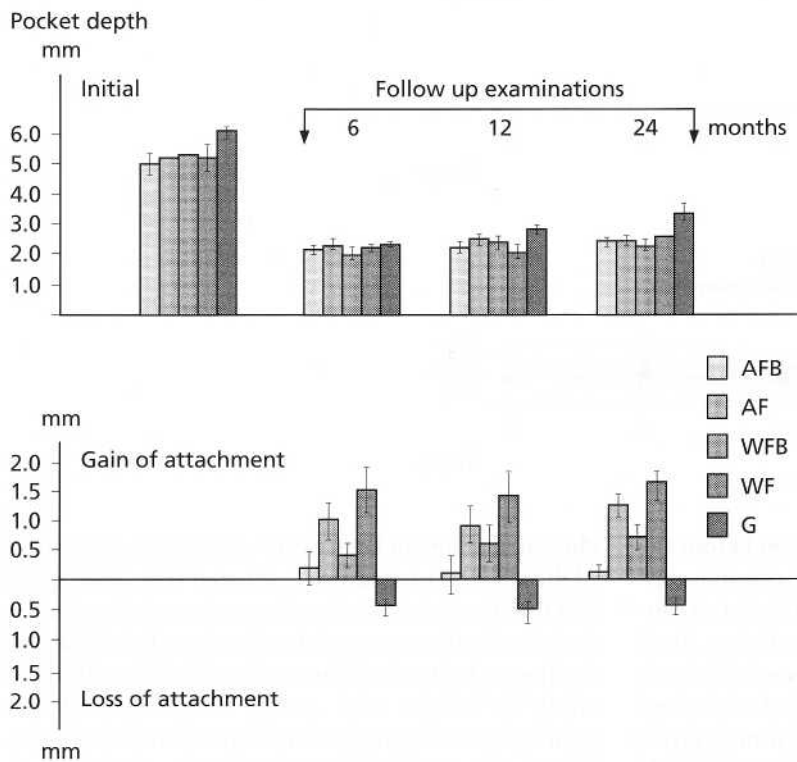 Pocket depth
mm
Initial
Follow up examinations
6 12 24 months
6.0
5.0
4.0
3.0
2.0
1.0
AFB
AF
WFB
WF
G
mm
Gain of attachment
2.0
1.5
1.0
0.5
0.5
1.0
1.5
2.0
Loss of attachment
mm